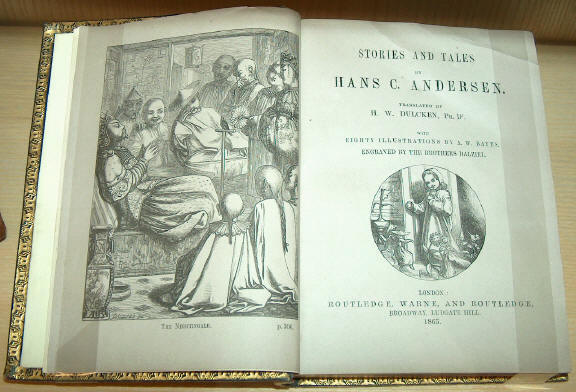 THE NIGHTINGALE.
STORIES AND TALES
BY
HANS C. ANDERSEN.
TRANSLATED BY
H. W. DULCKEN, PH. D.
WITH
EIGHTY ILLUSTRATIONS BY A. W. BAYES.
ENGRAVED BY THE BROTHERS DALZIEL.
LONDON:
ROUTLEDGE, WARNE, AND ROUTLEDGE,
BROADWAY, LUDGATE HILL.
1865.